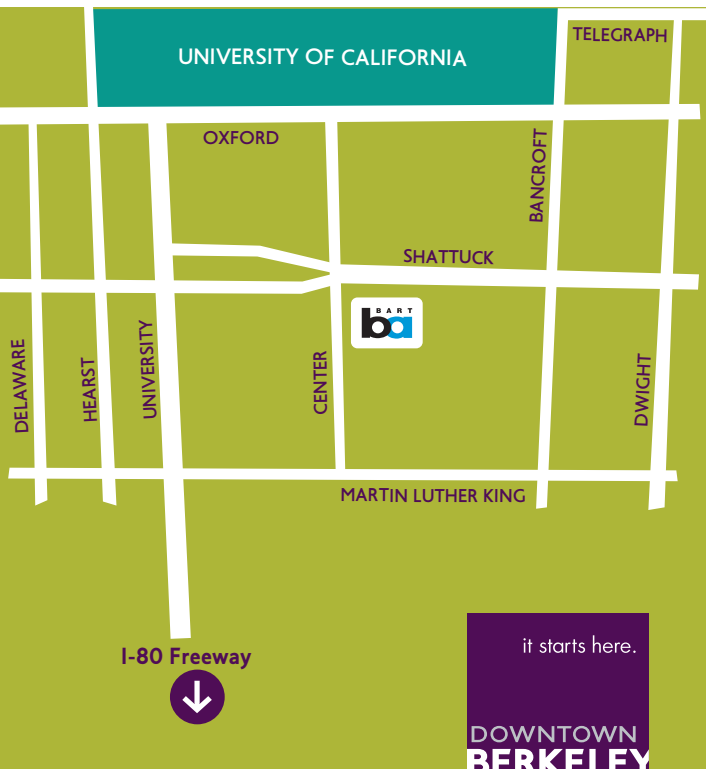 TELEGRAPH
UNIVERSITY OF CALIFORNIA
OXFORD
BANCROFT
SHATTUCK
BART
ba
DELAWARE
HEARST
UNIVERSITY
CENTER
DWIGHT
MARTIN LUTHER KING
I-80 Freeway
it starts here.
DOWNTOWN
BERKELEY